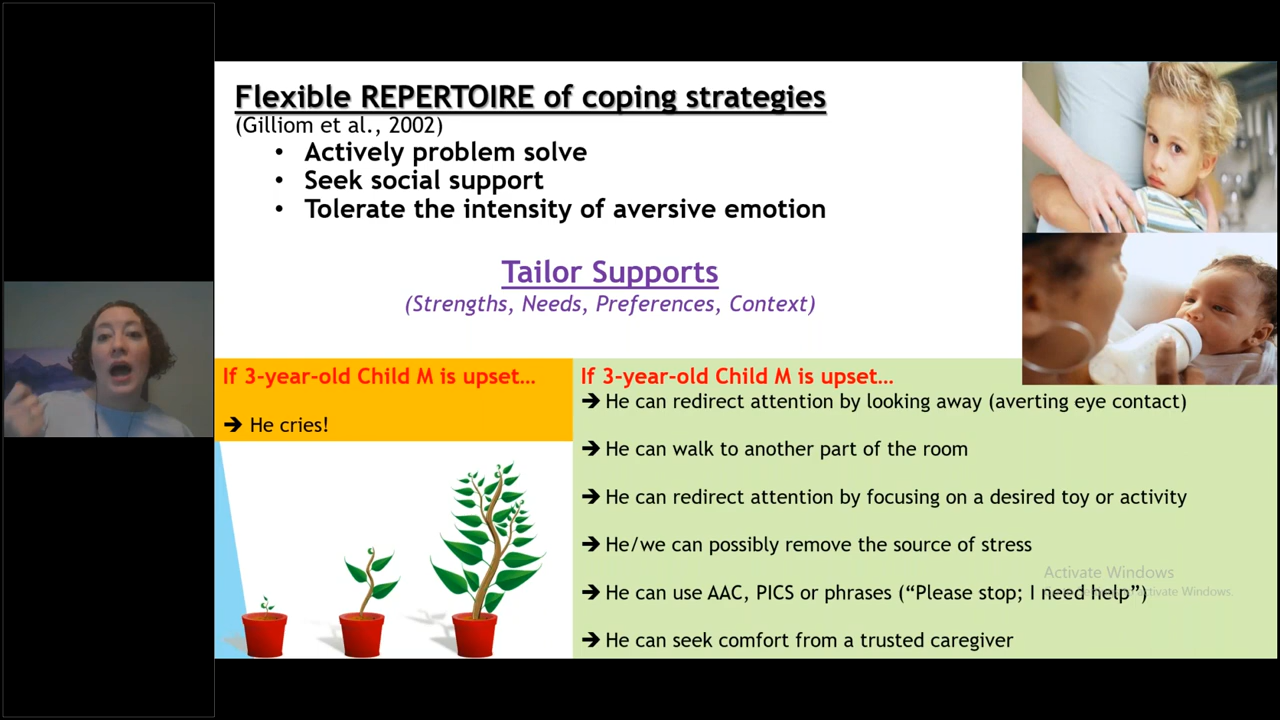 Flexible REPERTOIRE of coping strategies
(Gilliom et al., 2002)
• Actively problem solve
• Seek social support
• Tolerate the intensity of aversive emotion
Tailor Supports
(Strengths, Needs, Preferences, Context)
If 3-year-old Child M is upset…
➔ He cries!
If 3-year-old Child M is upset…
➔ He can redirect attention by looking away (averting eye contact)
➔ He can walk to another part of the room
➔ He can redirect attention by focusing on a desired toy or activity
➔ He/we can possibly remove the source of stress
➔ He can use AAC, PICS or phrases (“Please stop; I need help”)
➔ He can seek comfort from a trusted caregiver
Activate Windows
activate Windows.